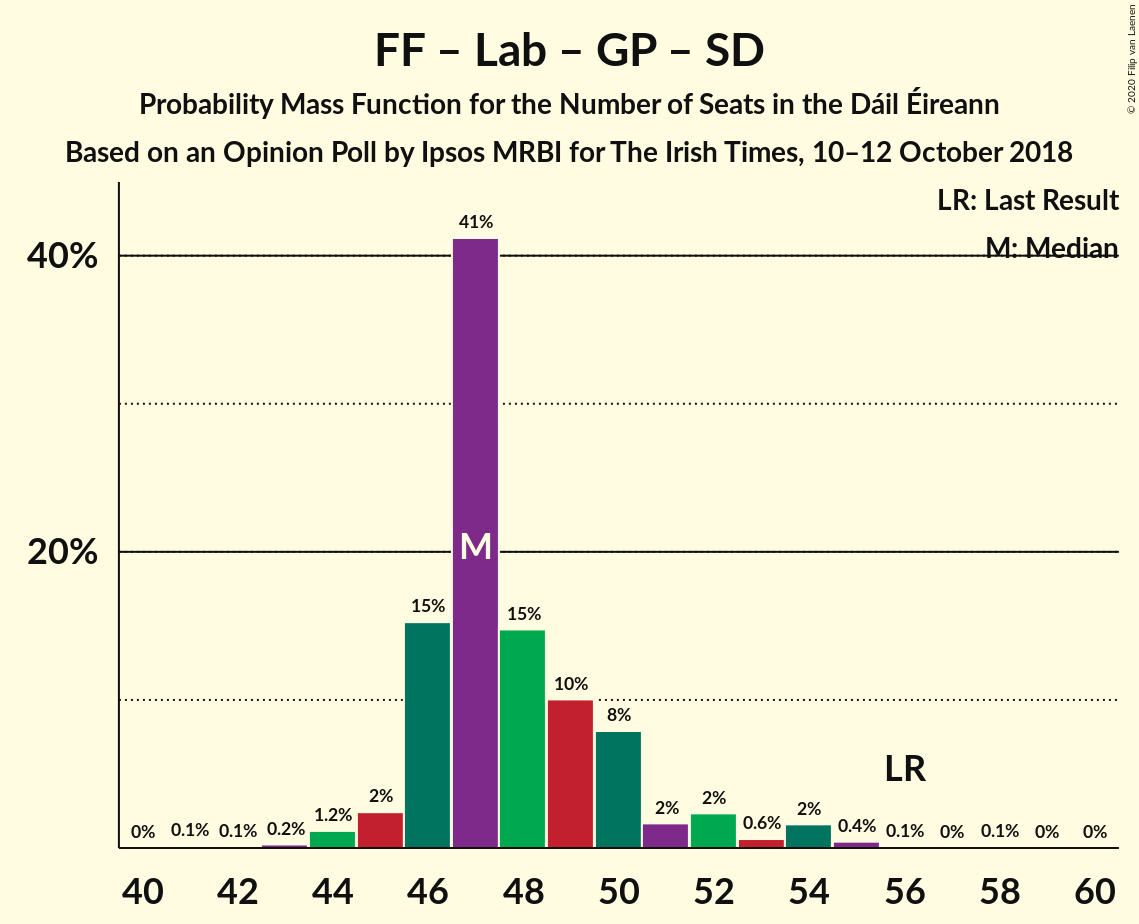 FF – Lab – GP – SD
Probability Mass Function for the Number of Seats in the Dáil Éireann
Based on an Opinion Poll by Ipsos MRBI for The Irish Times, 10–12 October 2018
© 2020 Filip van Laenen
LR: Last Result
M: Median
40%
20%
41%
M
15%
15%
10%
8%
LR
0%
0.1%
0.1%
0.2%
1.2%
2%
2%
2%
0.6%
2%
0.4%
0.1%
0%
0.1%
0%
0%
40 42 44 46 48 50 52 54 56 58 60